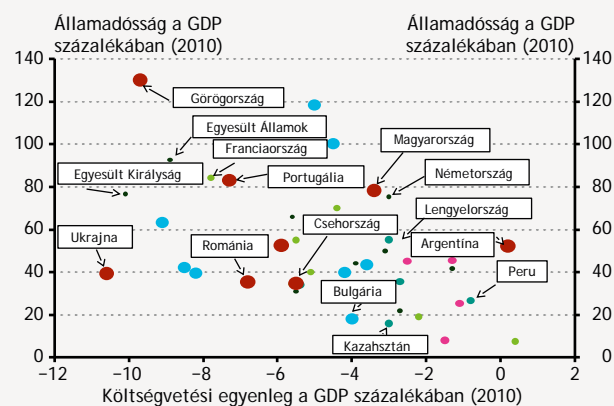 Államadósság a GDP
százalékában (2010)
Államadósság a GDP
százalékában (2010)
140
120
100
80
60
40
20
0
140
120
100
80
60
40
20
0
Görögország
Egyesült Államok
Franciaország
Magyarország
Egyesült Királyság
Portugália
Németország
Csehország
Lengyelország
Ukrajna
Románia
Argentína
Peru
Bulgária
Kazahsztán
−12 −10 −8 −6 −4 −2 0 2
Költségvetési egyenleg a GDP százalékában (2010)